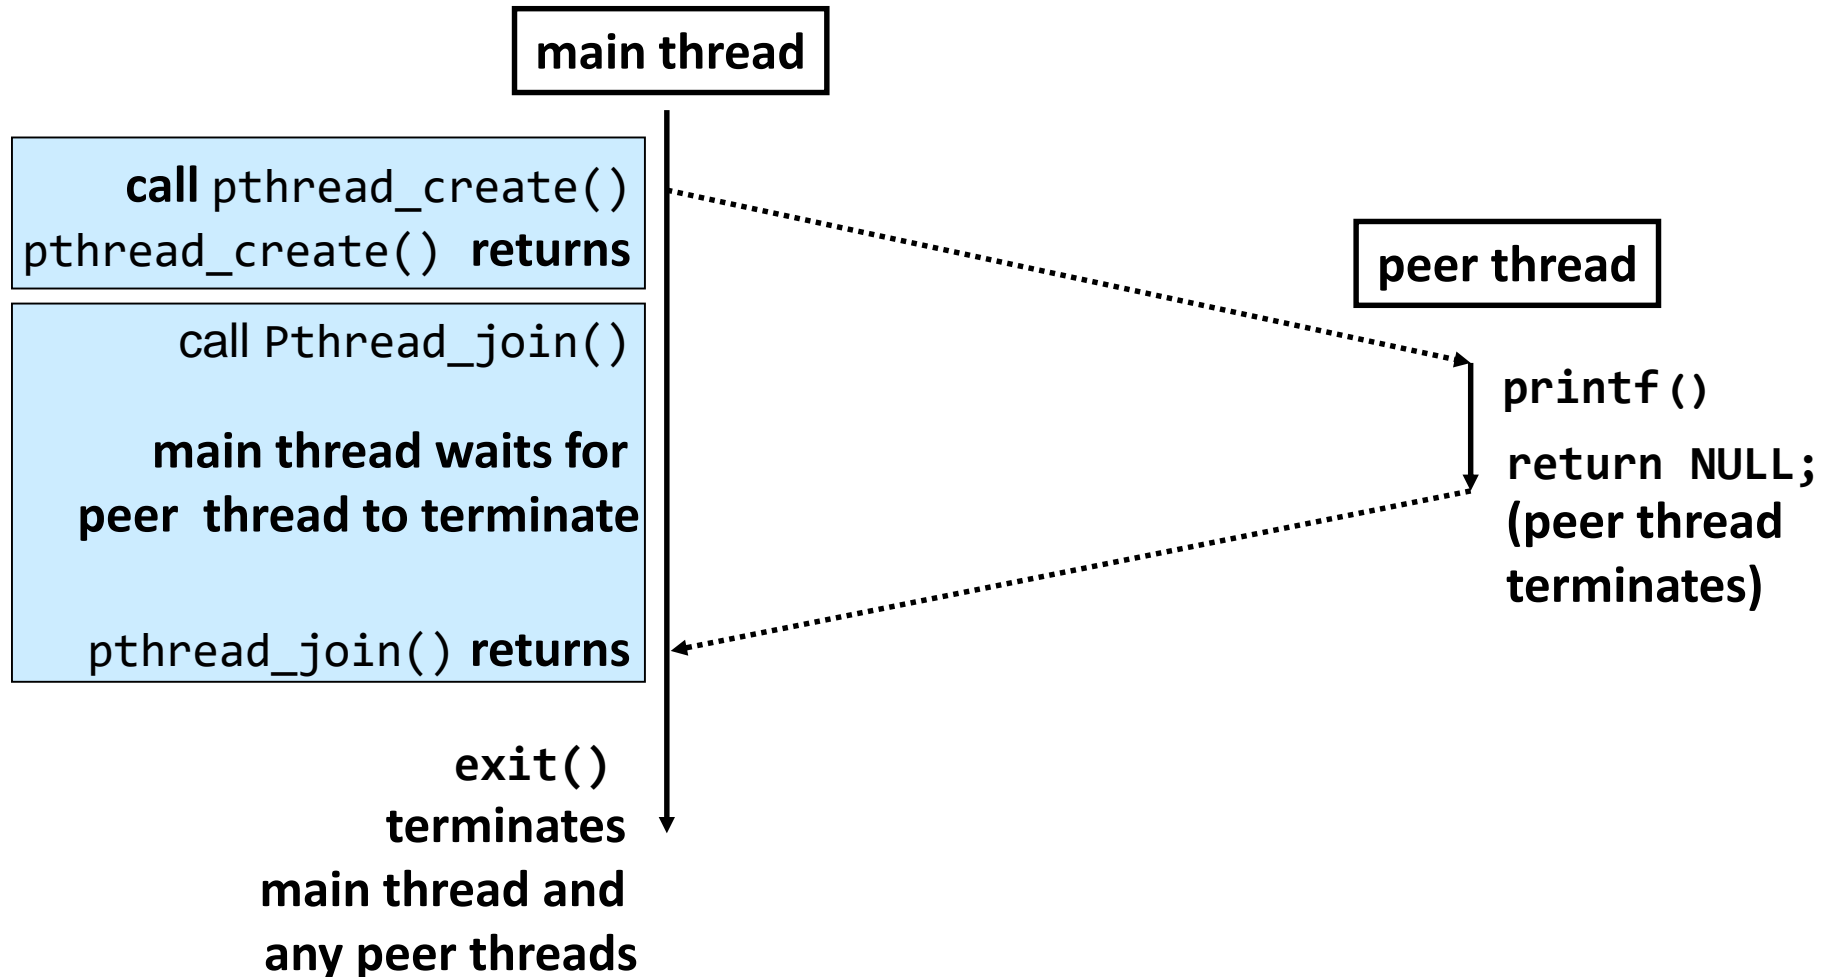 main thread
call pthread_create()
pthread_create() returns
call Pthread_join()
main thread waits for
peer thread to terminate
pthread_join() returns
exit()
terminates
main thread and
any peer threads
peer thread
printf()
return NULL;
(peer thread
terminates)